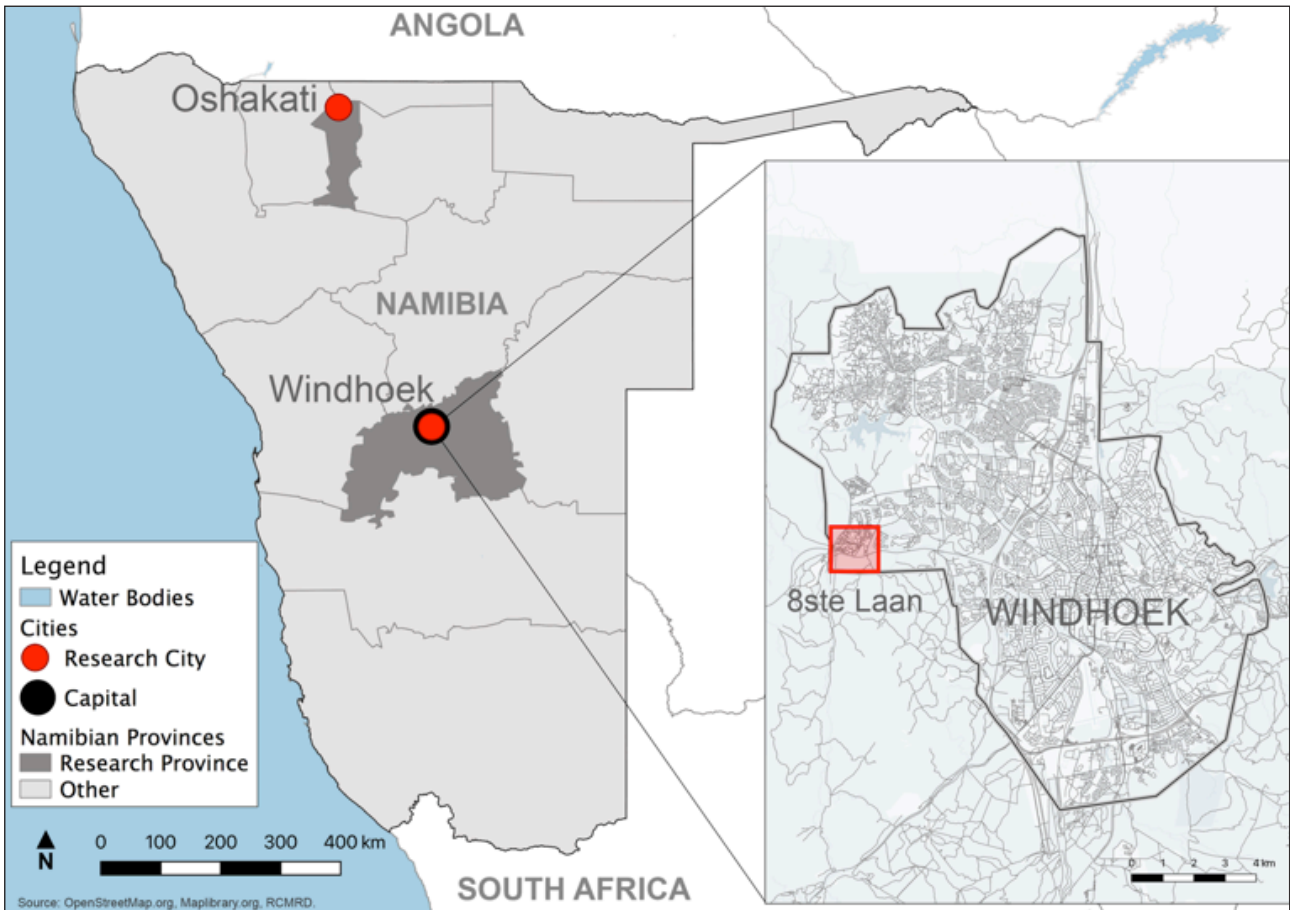 ANGOLA
Oshakati
NAMIBIA
Windhoek
8ste Laan
WINDHOEK
Legend
Water Bodies
Cities
Research City
Capital
Namibian Provinces
Research Province
Other
N
0 100 200 300 400 km
0 1 2 3 4 km
SOUTH AFRICA
Source: OpenStreetMap.org, Maplibrary.org, RCMRD.